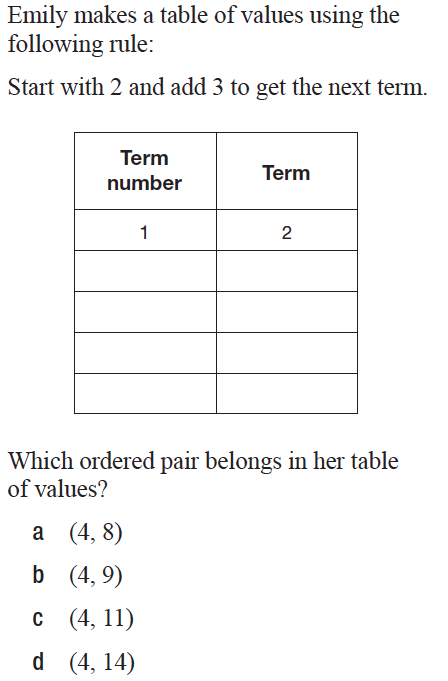 Emily makes a table of values using the
following rule:
Start with 2 and add 3 to get the next term.
Term
number
Term
1
2
Which ordered pair belongs in her table
of values?
a (4, 8)
b (4, 9)
c (4, 11)
d (4, 14)